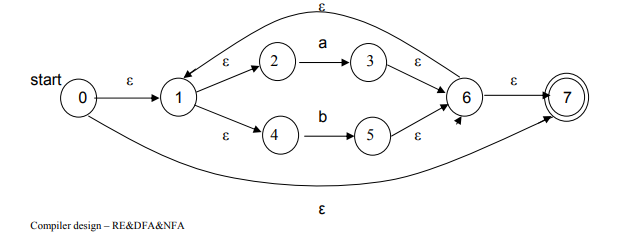 ε
a
ε 2 3 ε
start ε ε
0 1 6 7
b
ε 4 5 ε
ε
Compiler design – RE&DFA&NFA